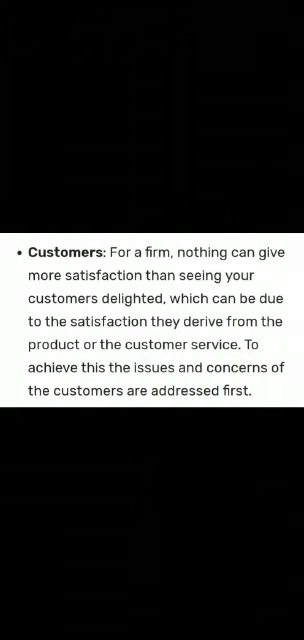 • Customers: For a firm, nothing can give
more satisfaction than seeing your
customers delighted, which can be due
to the satisfaction they derive from the
product or the customer service. To
achieve this the issues and concerns of
the customers are addressed first.